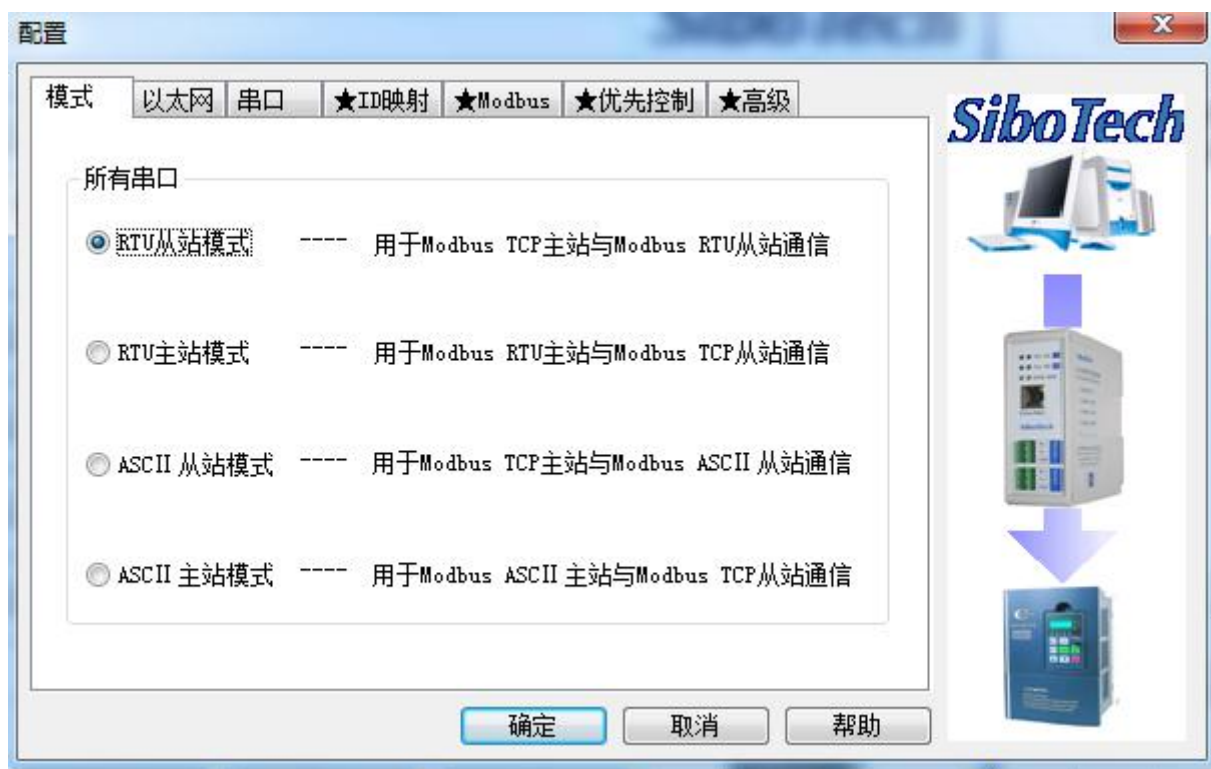 配置
模式 以太网 串口 ★ID映射 ★Modbus ★优先控制 ★高级
SiboTech
所有串口
RTU从站模式 ---- 用于Modbus TCP主站与Modbus RTU从站通信
RTU主站模式 ---- 用于Modbus RTU主站与Modbus TCP从站通信
ASCII 从站模式 ---- 用于Modbus TCP主站与Modbus ASCII 从站通信
ASCII 主站模式 ---- 用于Modbus ASCII 主站与Modbus TCP从站通信
确定 取消 帮助